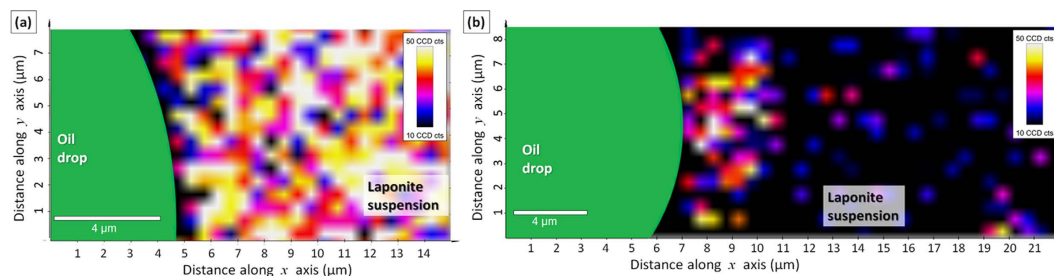 (a)
7
6
5
4
3
2
1
Distance along y axis (μm)
50 CCD cts
10 CCD cts
Oil
drop
Laponite
suspension
4 μm
1 2 3 4 5 6 7 8 9 10 11 12 13 14
Distance along x axis (μm)
(b)
8
7
6
5
4
3
2
1
Distance along y axis (μm)
50 CCD cts
10 CCD cts
Oil
drop
Laponite
suspension
4 μm
1 2 3 4 5 6 7 8 9 10 11 12 13 14 15 16 17 18 19 20 21
Distance along x axis (μm)